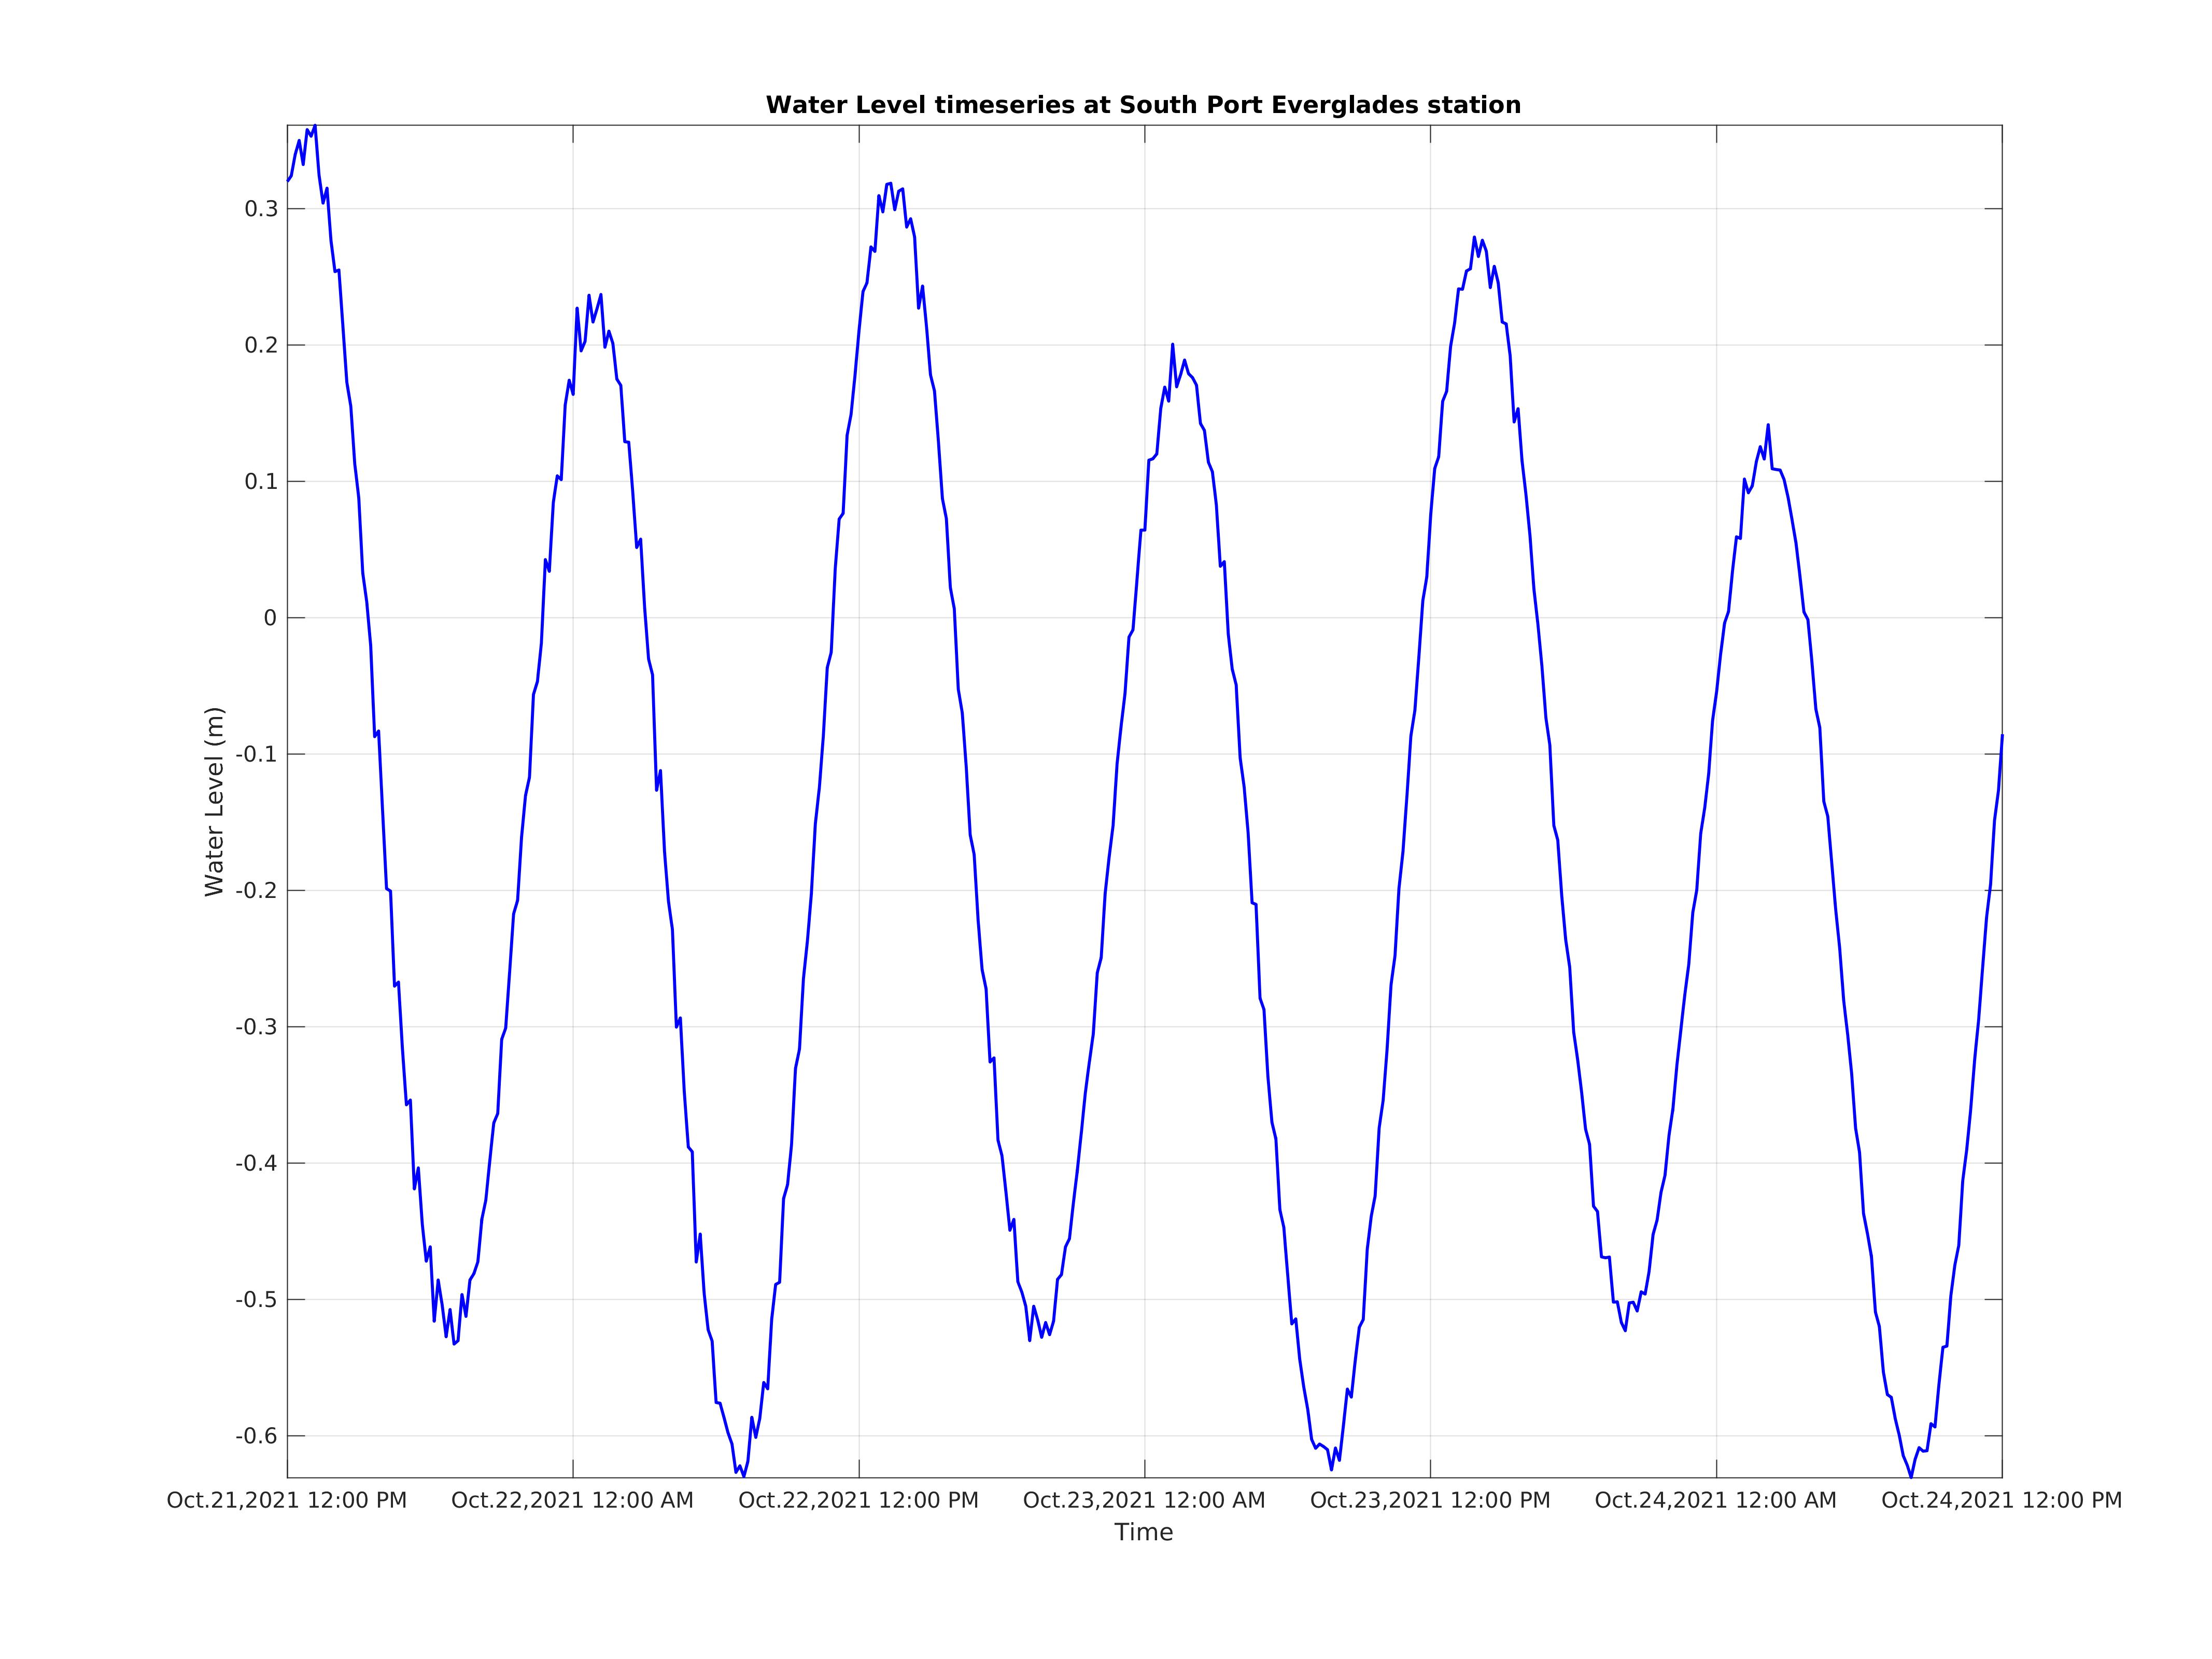 Water Level timeseries at South Port Everglades station
0.3
0.2
0.1
0
-0.1
-0.2
-0.3
-0.4
-0.5
-0.6
Water Level (m)
Oct.21,2021 12:00 PM Oct.22,2021 12:00 AM Oct.22,2021 12:00 PM Oct.23,2021 12:00 AM Oct.23,2021 12:00 PM Oct.24,2021 12:00 AM Oct.24,2021 12:00 PM
Time